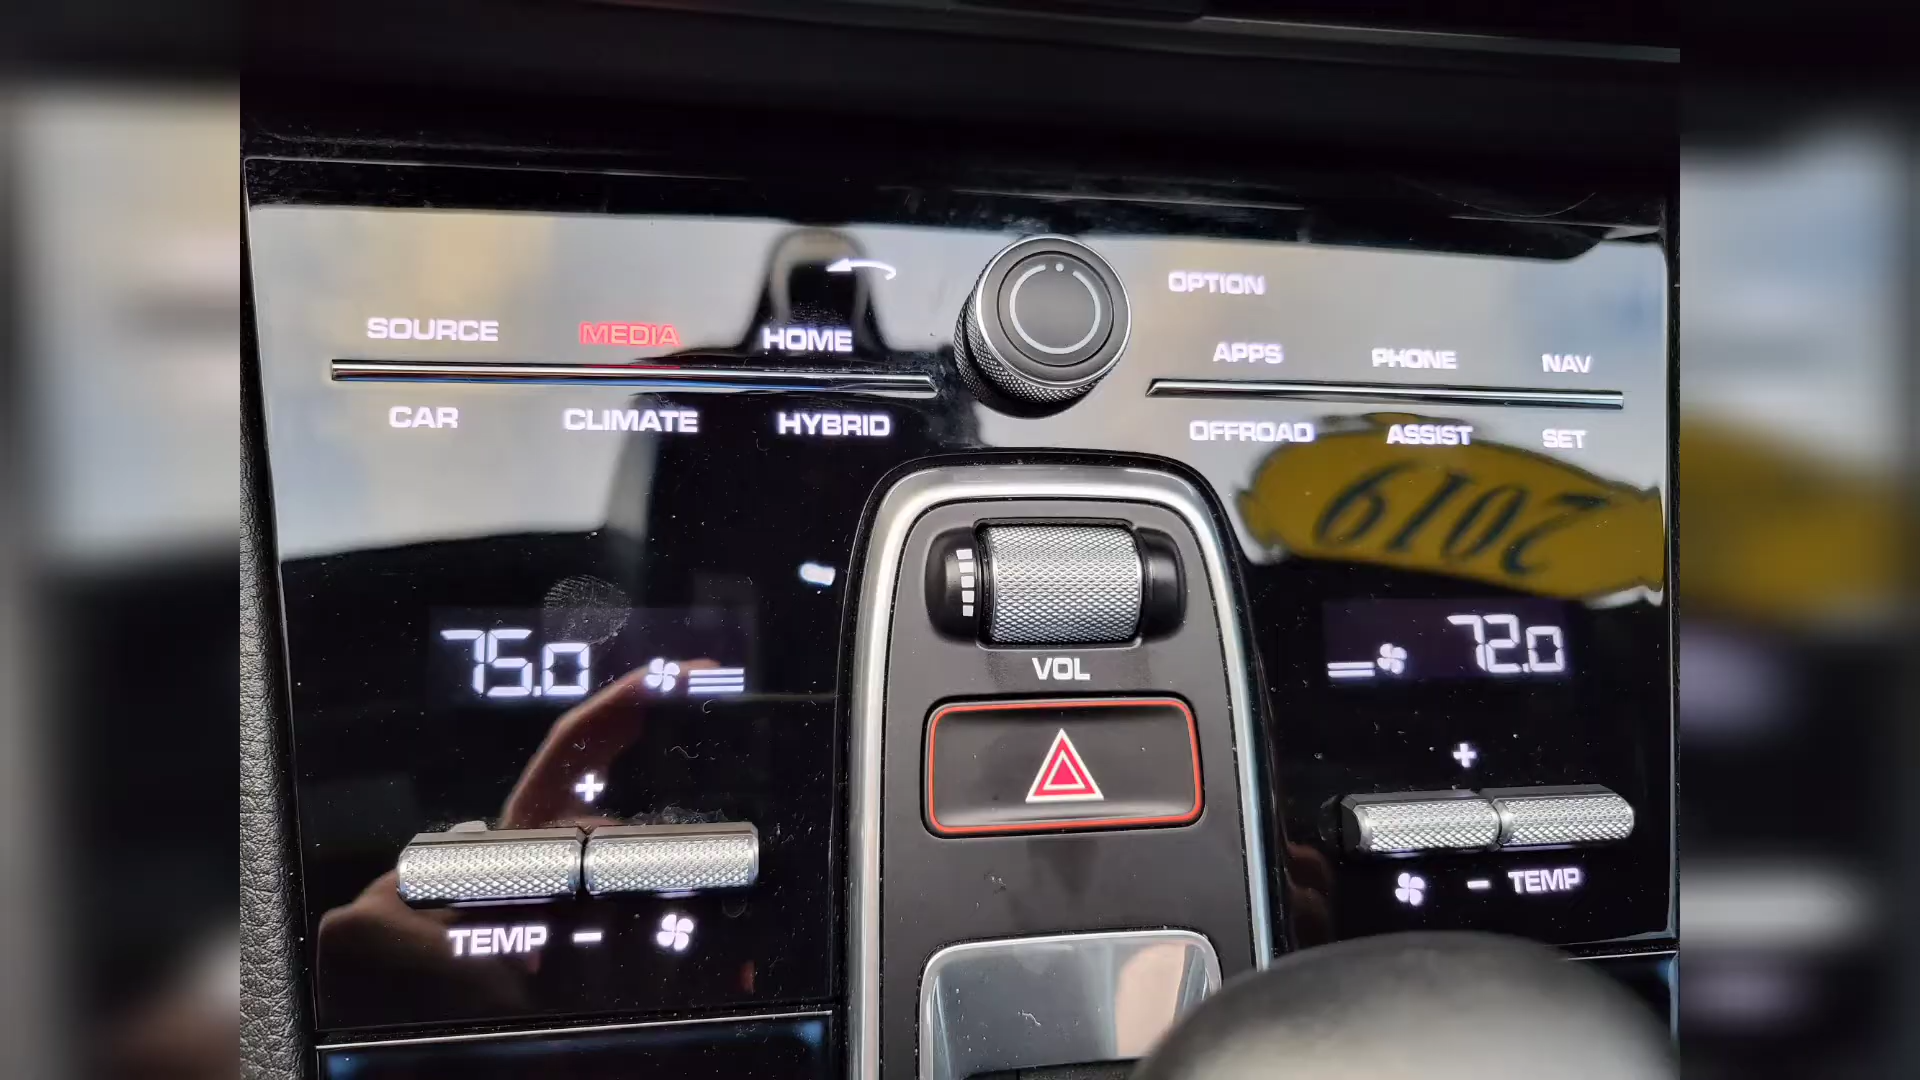 OPTION
SOURCE MEDIA HOME
APPS PHONE NAV
CAR CLIMATE HYBRID
OFFROAD ASSIST SET
2019
75.0
72.0
VOL
+
+
TEMP -
- TEMP